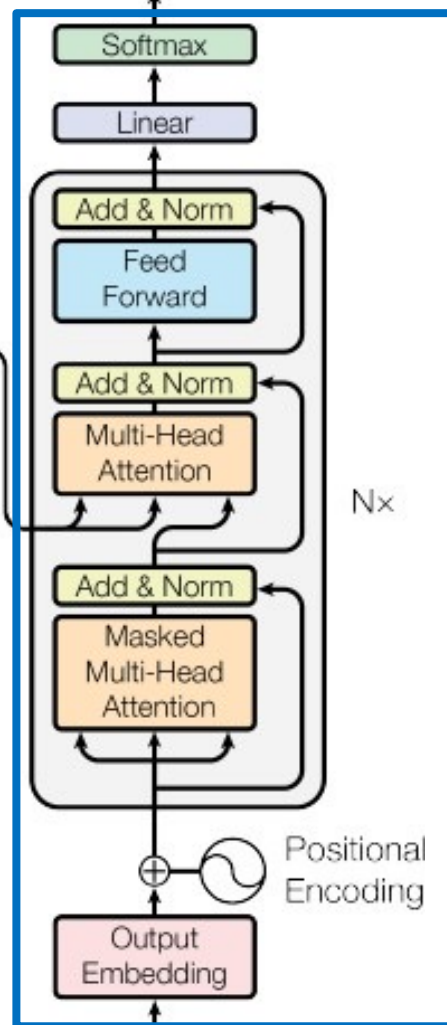 Softmax
Linear
Add & Norm
Feed
Forward
Add & Norm
Multi-Head
Attention
N×
Add & Norm
Masked
Multi-Head
Attention
Positional
Encoding
Output
Embedding